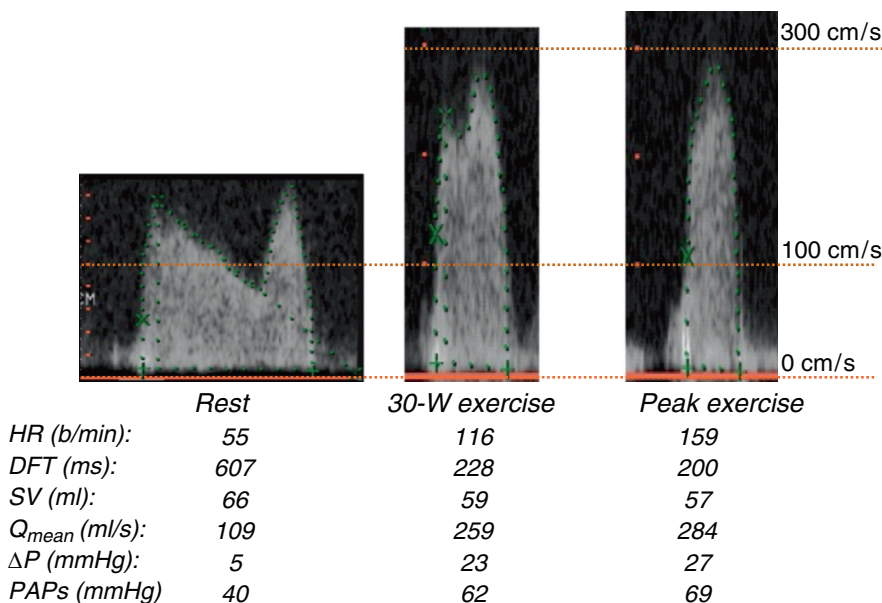 300 cm/s
100 cm/s
CM
0 cm/s
Rest 30-W exercise Peak exercise
HR (b/min): 55 116 159
DFT (ms): 607 228 200
SV (ml): 66 59 57
Qmean (ml/s): 109 259 284
ΔP (mmHg): 5 23 27
PAPs (mmHg) 40 62 69